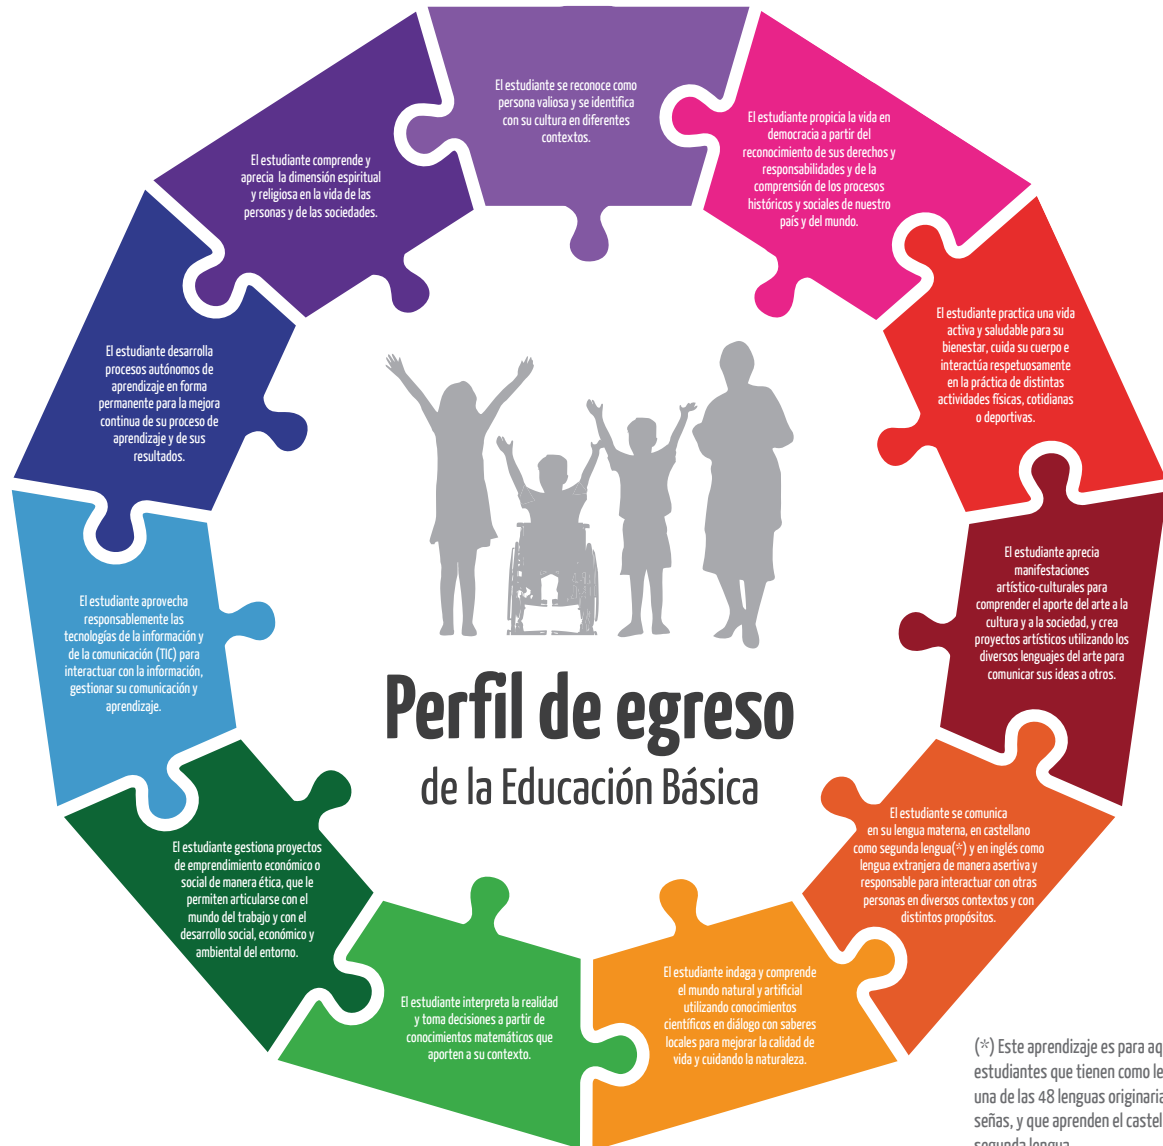 El estudiante se reconoce como
persona valiosa y se identifica
con su cultura en diferentes
contextos.
El estudiante propicia la vida en
democracia a partir del
reconocimiento de sus derechos y
responsabilidades y de la
comprensión de los procesos
históricos y sociales de nuestro
país y del mundo.
El estudiante practica una vida
activa y saludable para su
bienestar, cuida su cuerpo e
interactúa respetuosamente
en la práctica de distintas
actividades físicas, cotidianas
o deportivas.
El estudiante aprecia
manifestaciones
artístico-culturales para
comprender el aporte del arte a la
cultura y a la sociedad, y crea
proyectos artísticos utilizando los
diversos lenguajes del arte para
comunicar sus ideas a otros.
El estudiante se comunica
en su lengua materna, en castellano
como segunda lengua(*) y en inglés como
lengua extranjera de manera asertiva y
responsable para interactuar con otras
personas en diversos contextos y con
distintos propósitos.
El estudiante indaga y comprende
el mundo natural y artificial
utilizando conocimientos
científicos en diálogo con saberes
locales para mejorar la calidad de
vida y cuidando la naturaleza.
El estudiante interpreta la realidad
y toma decisiones a partir de
conocimientos matemáticos que
aporten a su contexto.
El estudiante gestiona proyectos
de emprendimiento económico o
social de manera ética, que le
permiten articularse con el
mundo del trabajo y con el
desarrollo social, económico y
ambiental del entorno.
El estudiante aprovecha
responsablemente las
tecnologías de la información y
de la comunicación (TIC) para
interactuar con la información,
gestionar su comunicación y
aprendizaje.
El estudiante desarrolla
procesos autónomos de
aprendizaje en forma
permanente para la mejora
continua de su proceso de
aprendizaje y de sus
resultados.
El estudiante comprende y
aprecia la dimensión espiritual
y religiosa en la vida de las
personas y de las sociedades.
Perfil de egreso
de la Educación Básica
(*) Este aprendizaje es para
estudiantes que tienen como
una de las 48 lenguas
señas, y que aprenden el
segunda lengua